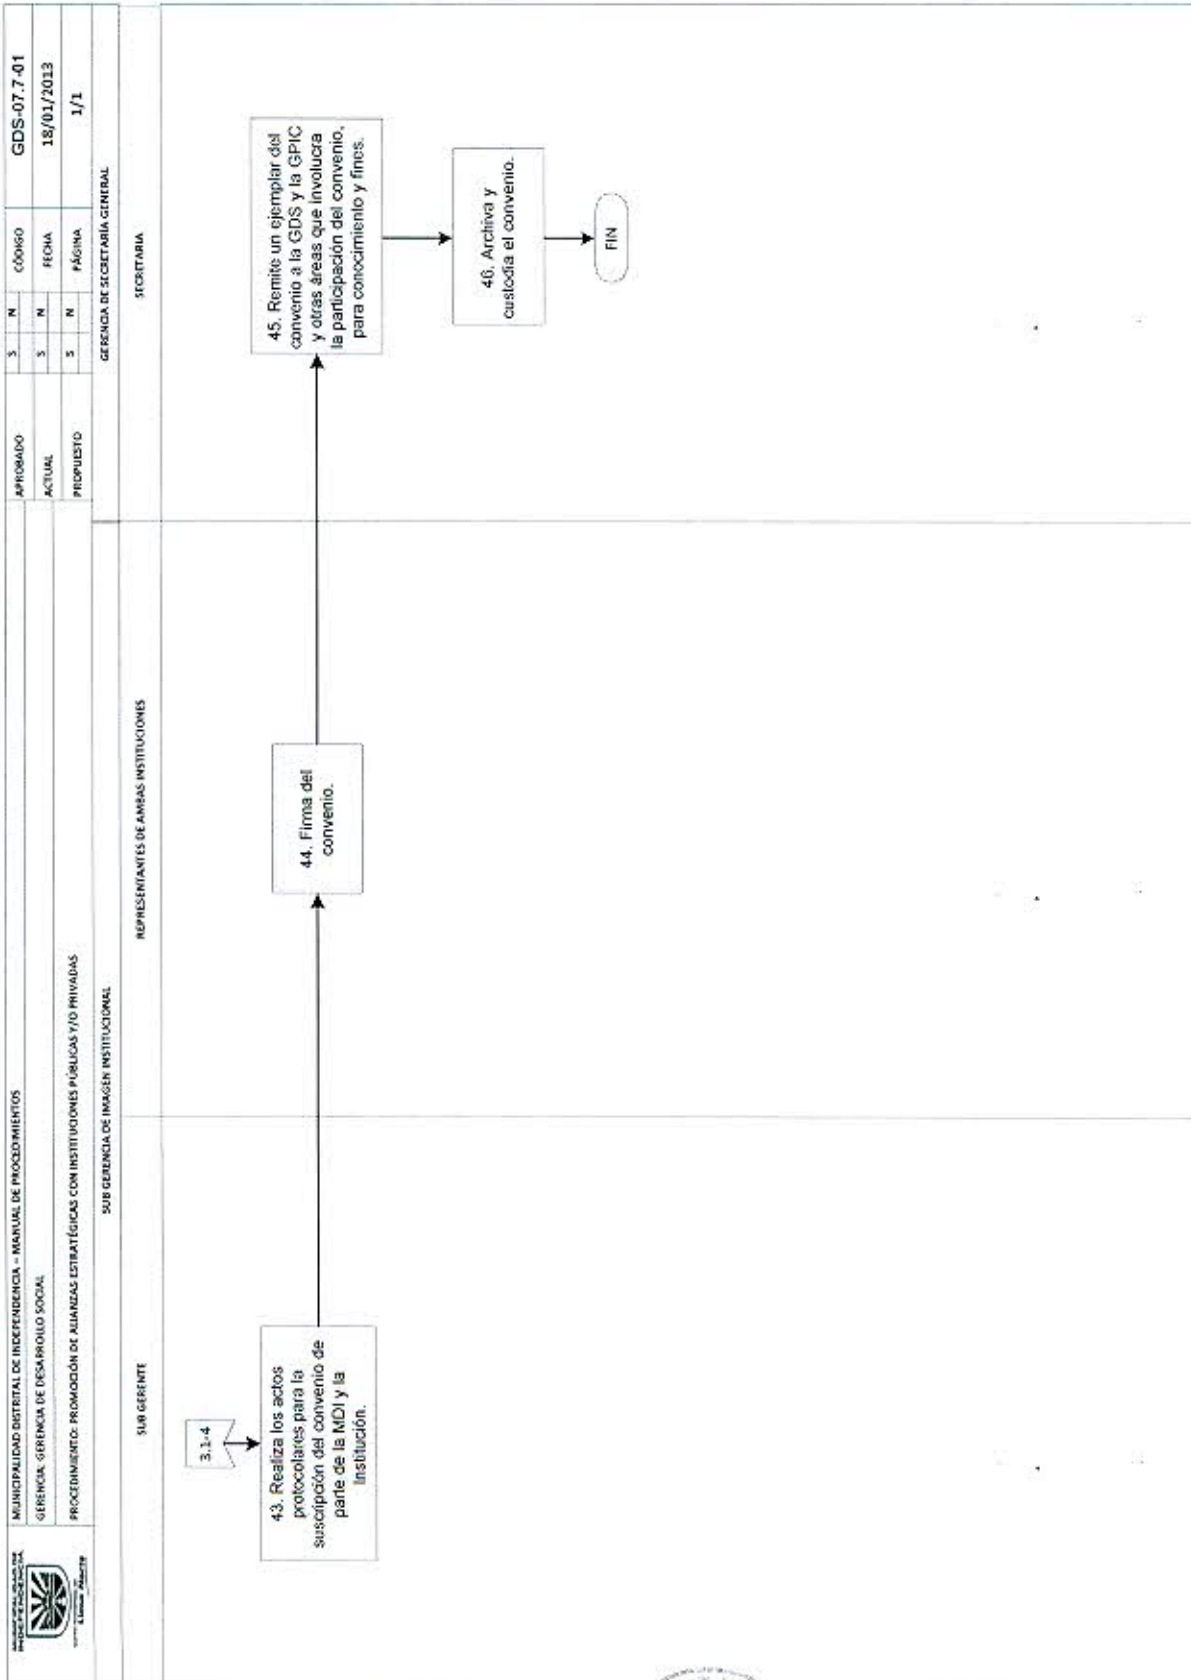 MUNICIPALIDAD DISTRITAL DE INDEPENDENCIA – MANUAL DE PROCEDIMIENTOS
APROBADO S N CÓDIGO GDS-07.7-01
GERENCIA: GERENCIA DE DESARROLLO SOCIAL
ACTUAL S N FECHA 18/01/2013
PROCEDIMIENTO: PROMOCIÓN DE ALIANZAS ESTRATÉGICAS CON INSTITUCIONES PÚBLICAS Y/O PRIVADAS
PROPUESTO S N PÁGINA 1/1
INDEPENDENCIA
Lima Norte
SUB GERENCIA DE IMAGEN INSTITUCIONAL
GERENCIA DE SECRETARÍA GENERAL
SUB GERENTE
REPRESENTANTES DE AMBAS INSTITUCIONES
SECRETARIA
3.1-4
43. Realiza los actos
protocolares para la
suscripción del convenio de
parte de la MDI y la
Institución.
44. Firma del
convenio.
45. Remite un ejemplar del
convenio a la GDS y la GPIC
y otras áreas que involucra
la participación del convenio,
para conocimiento y fines.
46. Archiva y
custodia el convenio.
FIN